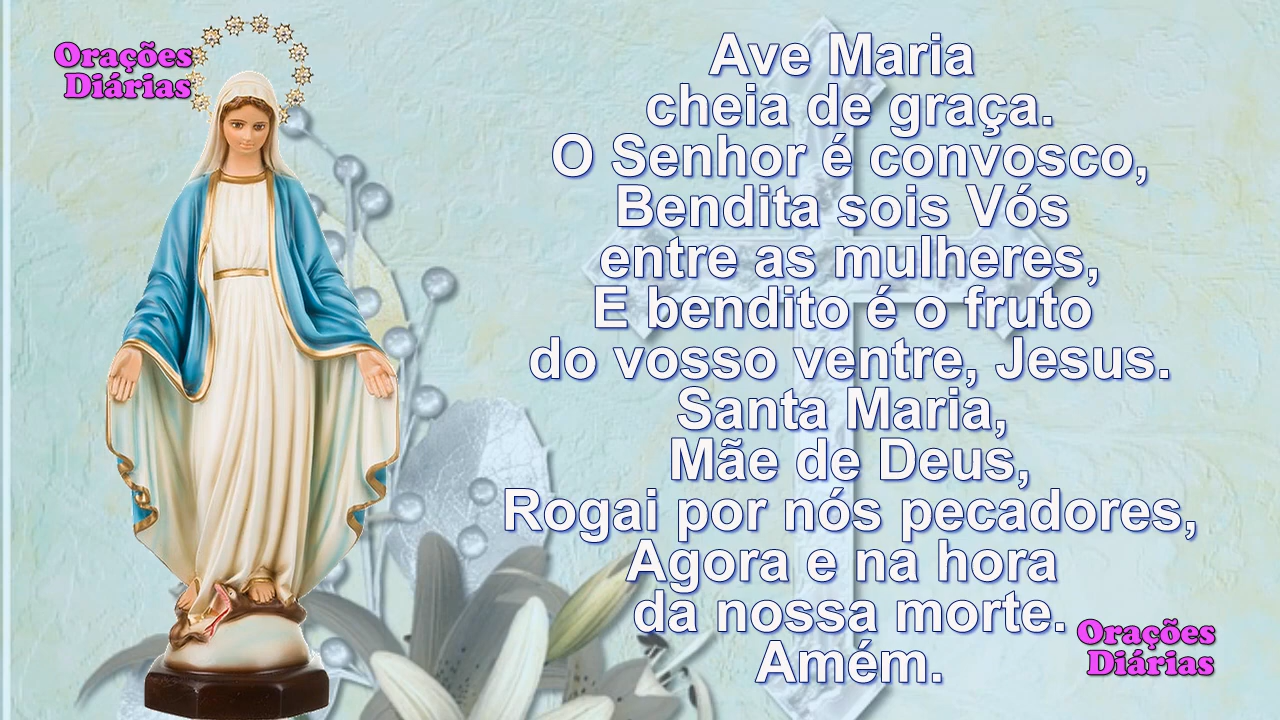 Orações
Diárias
Ave Maria
cheia de graça.
O Senhor é convosco,
Bendita sois Vós
entre as mulheres,
E bendito é o fruto
do vosso ventre, Jesus.
Santa Maria,
Mãe de Deus,
Rogai por nós pecadores,
Agora e na hora
da nossa morte.
Amém.
Orações
Diárias